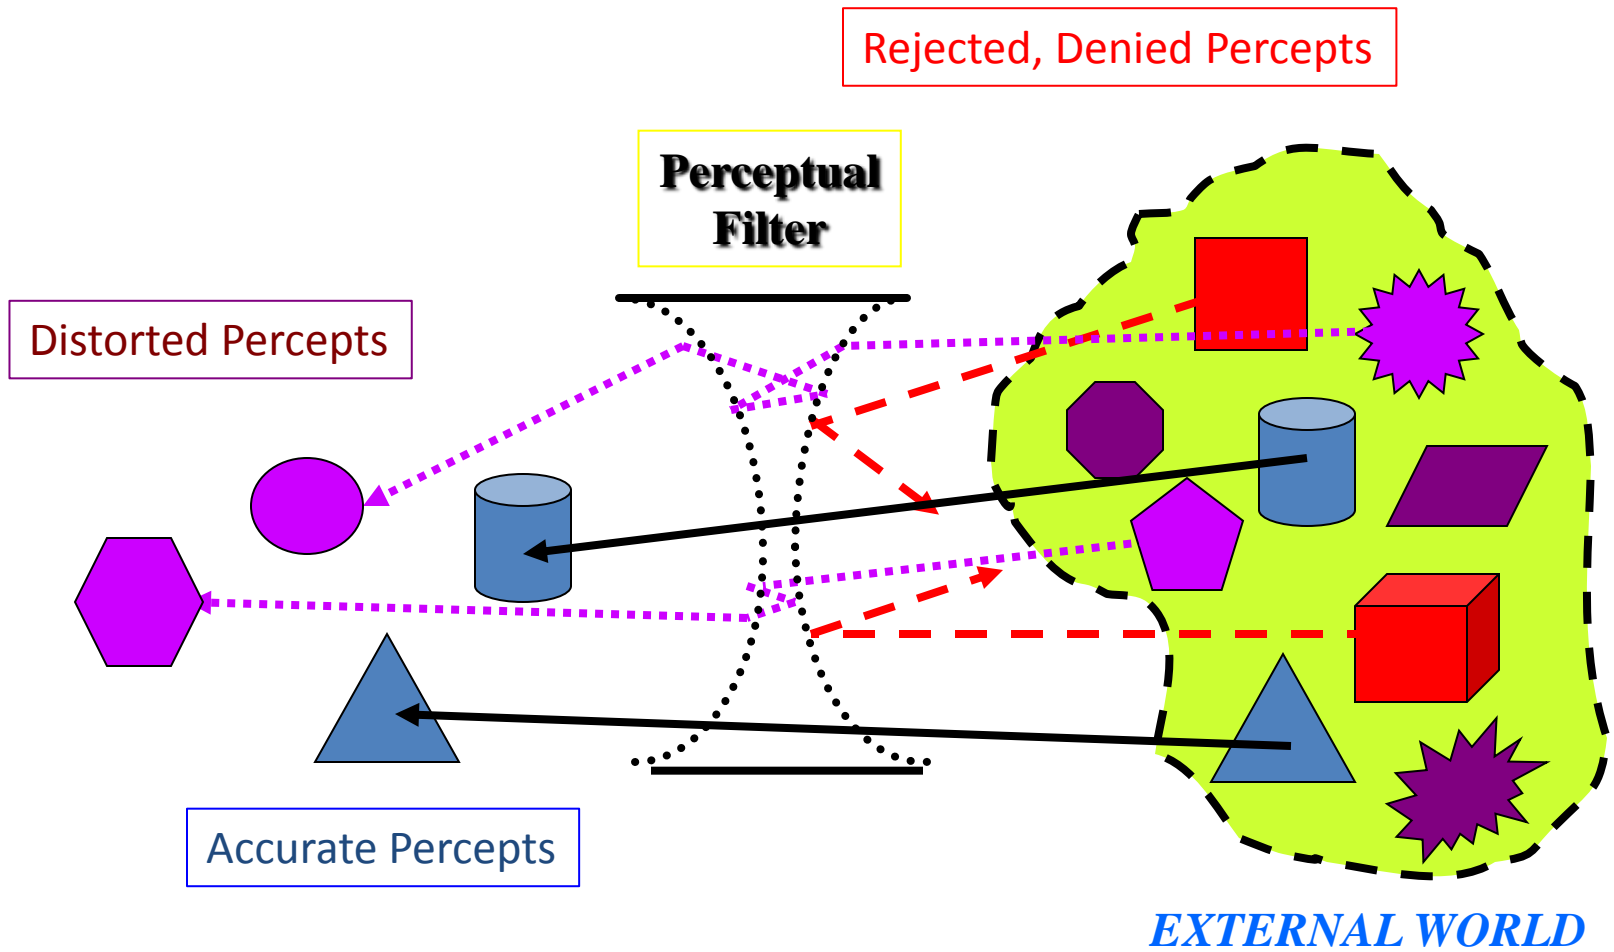 Rejected, Denied Percepts
Perceptual
Filter
Distorted Percepts
Accurate Percepts
EXTERNAL WORLD